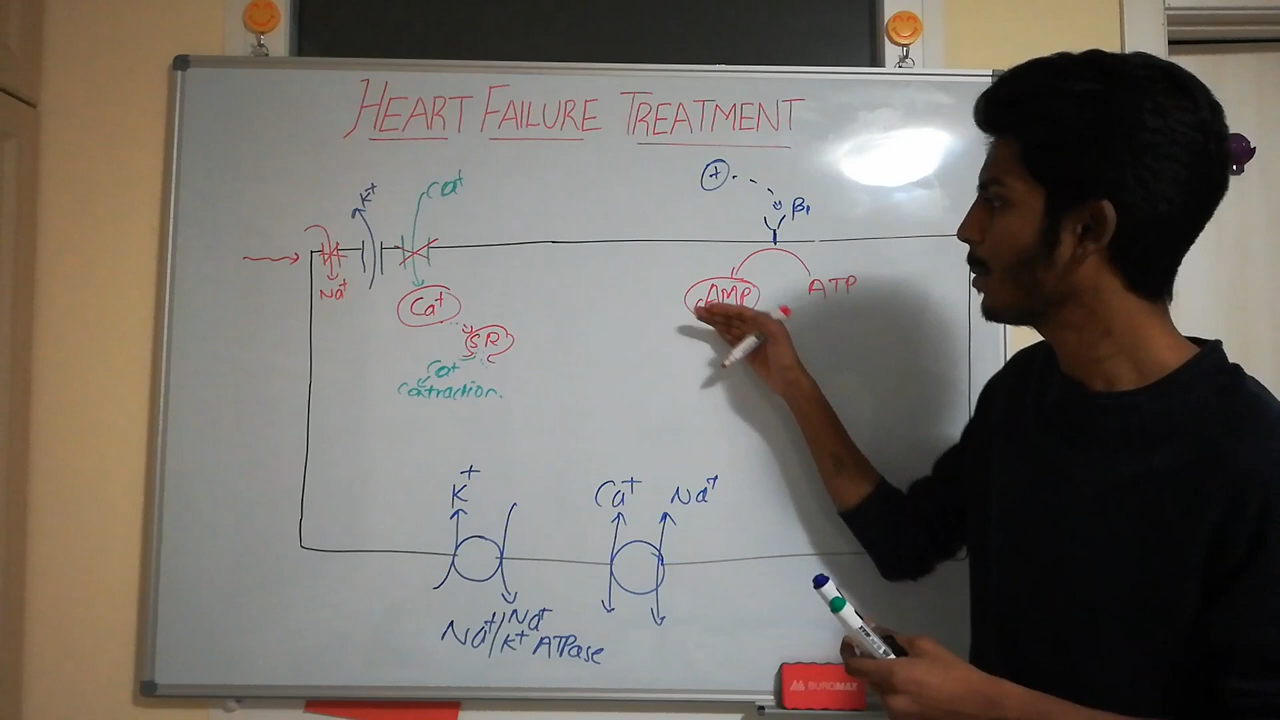 HEART FAILURE TREATMENT
K+
Ca+
+
β1
Na+
Ca+
cAMP
ATP
SR
Ca+
contraction.
K+
Ca+
Na+
Na+
Na+/K+ ATPase
BUROMAX